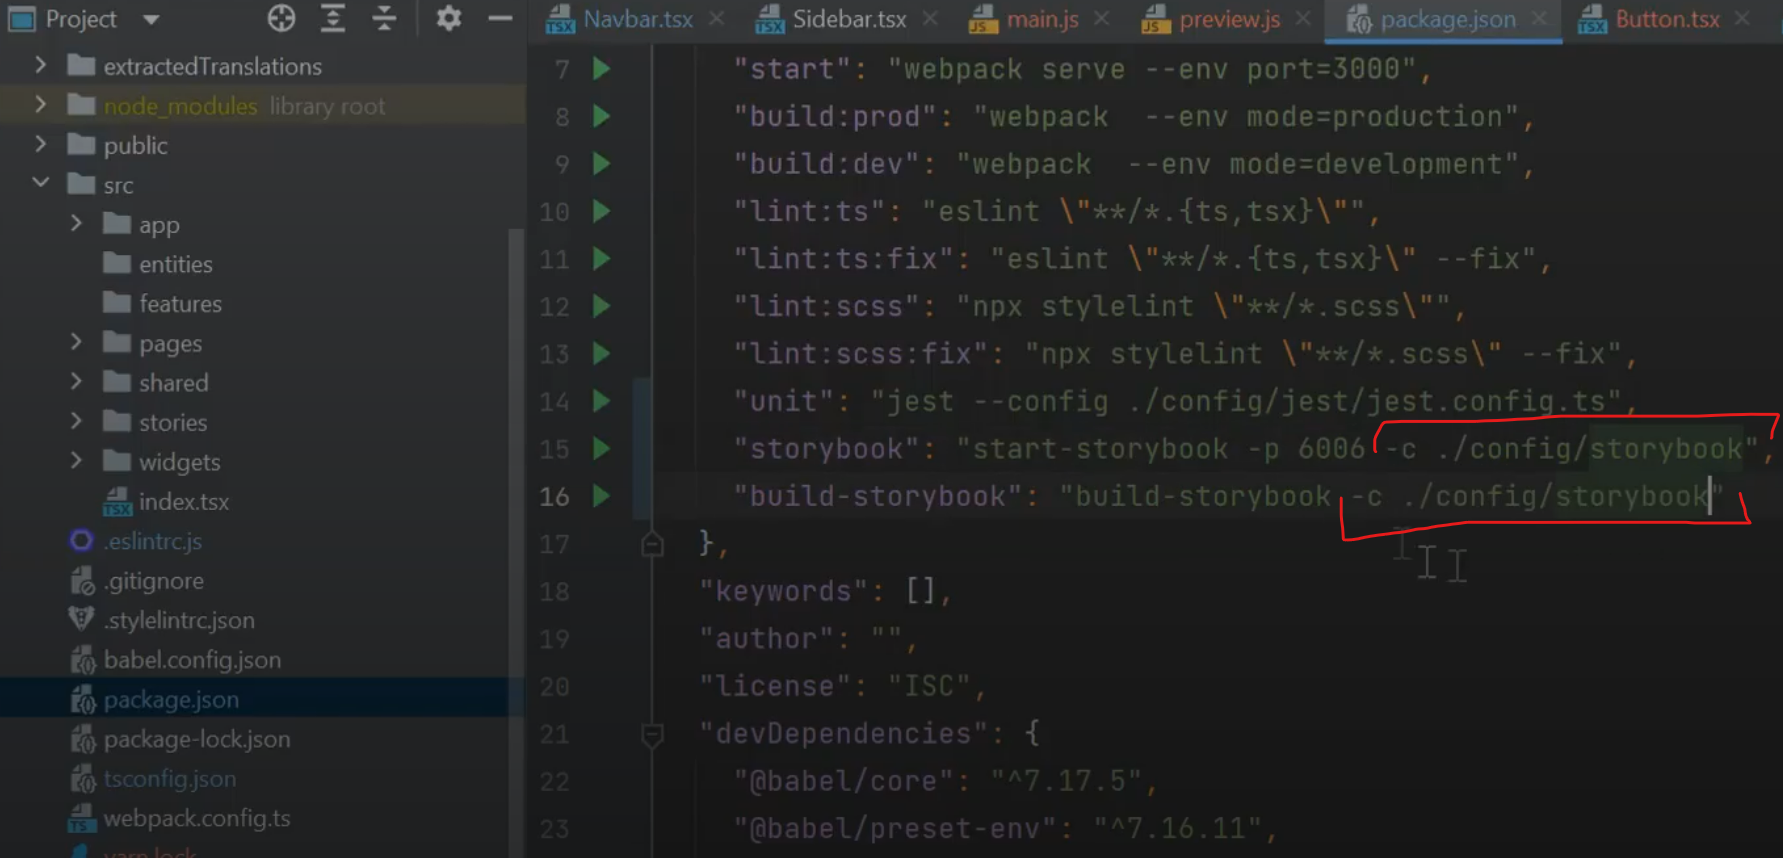 Project
Navbar.tsx
Sidebar.tsx
main.js
preview.js
package.json
Button.tsx
extractedTranslations
node_modules library root
public
src
app
entities
features
pages
shared
stories
widgets
index.tsx
.eslintrc.js
.gitignore
.stylelintrc.json
babel.config.json
package.json
package-lock.json
tsconfig.json
webpack.config.ts
yarn.lock
7 "start": "webpack serve --env port=3000",
8 "build:prod": "webpack  --env mode=production",
9 "build:dev": "webpack  --env mode=development",
10 "lint:ts": "eslint \"**/*.{ts,tsx}\"",
11 "lint:ts:fix": "eslint \"**/*.{ts,tsx}\" --fix",
12 "lint:scss": "npx stylelint \"**/*.scss\"",
13 "lint:scss:fix": "npx stylelint \"**/*.scss\" --fix",
14 "unit": "jest --config ./config/jest/jest.config.ts",
15 "storybook": "start-storybook -p 6006 -c ./config/storybook",
16 "build-storybook": "build-storybook -c ./config/storybook"
17 },
18 "keywords": [],
19 "author": "",
20 "license": "ISC",
21 "devDependencies": {
22 "@babel/core": "^7.17.5",
23 "@babel/preset-env": "^7.16.11",